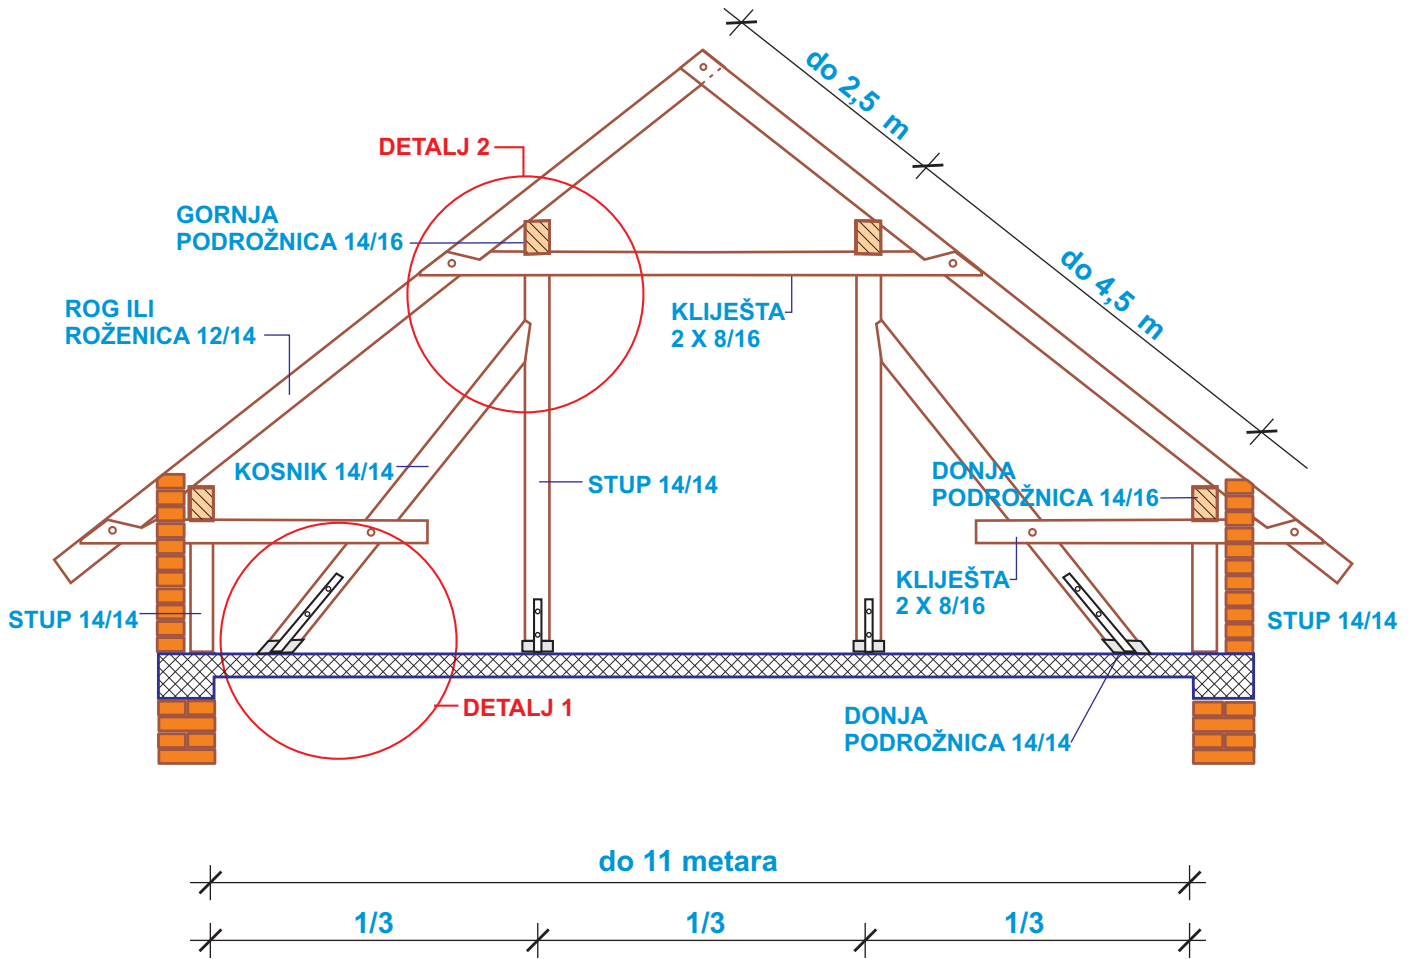 do 2,5 m
DETALJ 2
GORNJA
PODROŽNICA 14/16
do 4,5 m
ROG ILI
ROŽENICA 12/14
KLIJEŠTA
2 X 8/16
KOSNIK 14/14
STUP 14/14
DONJA
PODROŽNICA 14/16
KLIJEŠTA
2 X 8/16
STUP 14/14
STUP 14/14
DETALJ 1
DONJA
PODROŽNICA 14/14
do 11 metara
1/3
1/3
1/3